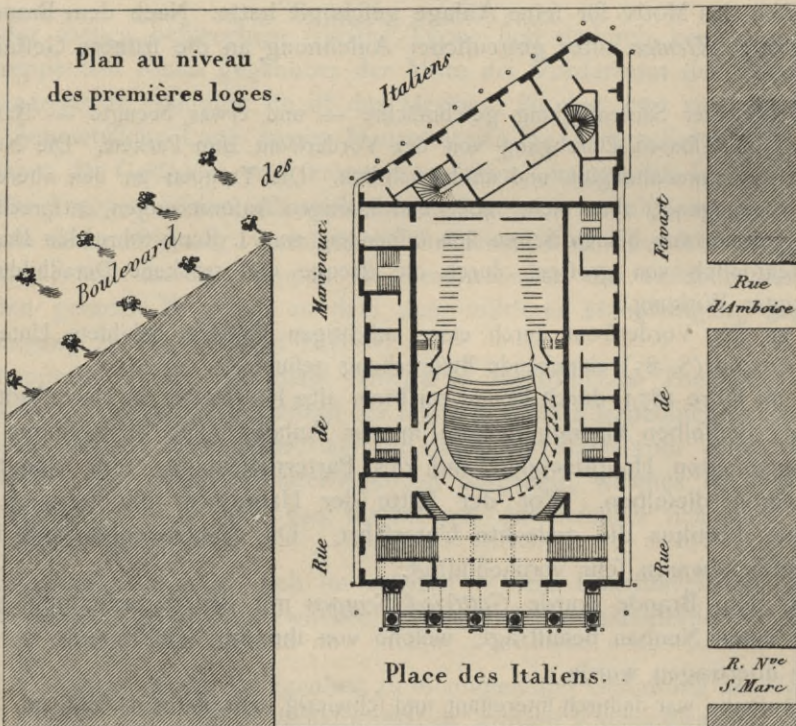 Plan au niveau
des premières loges.
Boulevard des Italiens
Rue de Marivaux
Rue de Favart
Rue
d'Amboise
Place des Italiens.
R. Nve
S. Marc